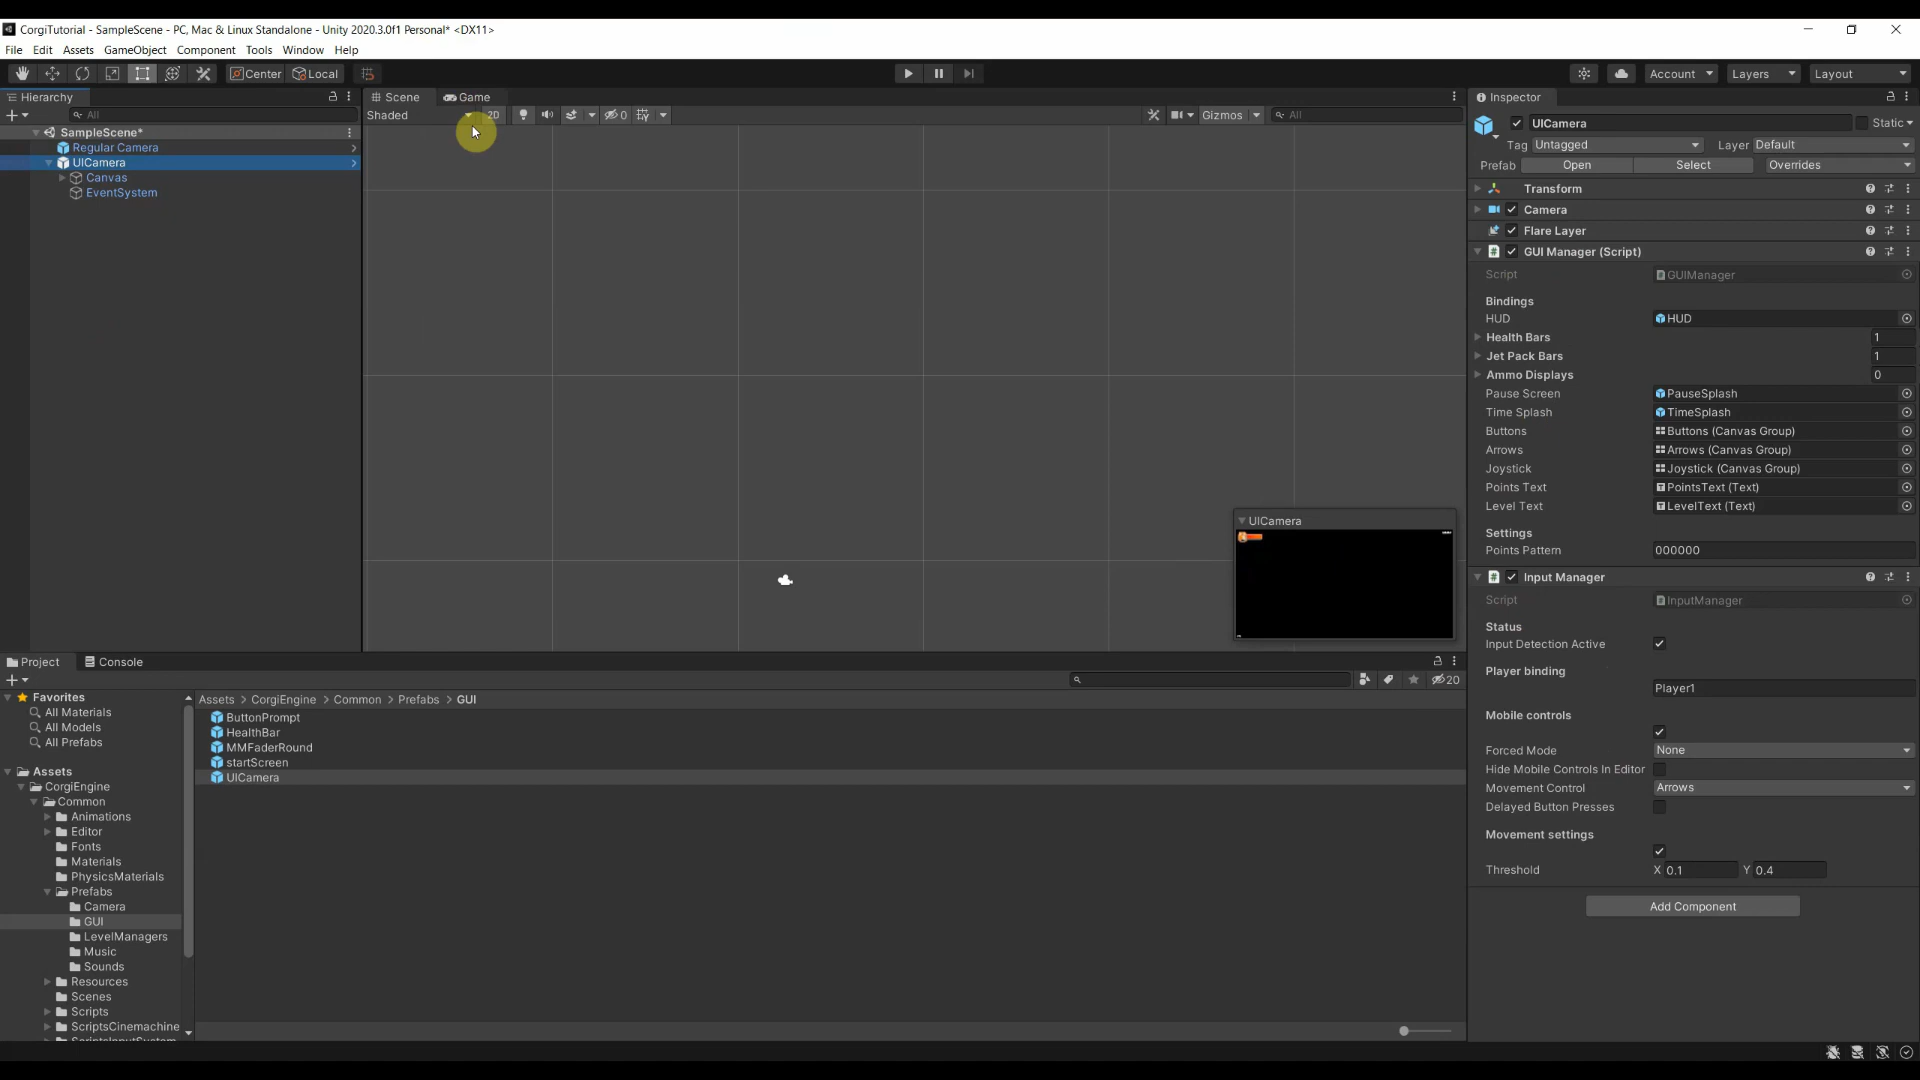 CorgiTutorial - SampleScene - PC, Mac & Linux Standalone - Unity 2020.3.0f1 Personal* <DX11>
File Edit Assets GameObject Component Tools Window Help
Center Local Account Layers Layout
Hierarchy
All
SampleScene*
Regular Camera
UICamera
Canvas
EventSystem
Scene Game
Shaded 2D 0 Gizmos All
UICamera
Inspector
UICamera Static
Tag Untagged Layer Default
Prefab Open Select Overrides
Transform
Camera
Flare Layer
GUI Manager (Script)
Script GUIManager
Bindings
HUD HUD
Health Bars 1
Jet Pack Bars 1
Ammo Displays 0
Pause Screen PauseSplash
Time Splash TimeSplash
Buttons Buttons (Canvas Group)
Arrows Arrows (Canvas Group)
Joystick Joystick (Canvas Group)
Points Text PointsText (Text)
Level Text LevelText (Text)
Settings
Points Pattern 000000
Input Manager
Script InputManager
Status
Input Detection Active
Player binding
Player1
Mobile controls
Forced Mode None
Hide Mobile Controls In Editor
Movement Control Arrows
Delayed Button Presses
Movement settings
Threshold X 0.1 Y 0.4
Add Component
Project Console
20
Favorites
All Materials
All Models
All Prefabs
Assets
CorgiEngine
Common
Animations
Editor
Fonts
Materials
PhysicsMaterials
Prefabs
Camera
GUI
LevelManagers
Music
Sounds
Resources
Scenes
Scripts
ScriptsCinemachine
Assets > CorgiEngine > Common > Prefabs > GUI
ButtonPrompt
HealthBar
MMFaderRound
startScreen
UICamera